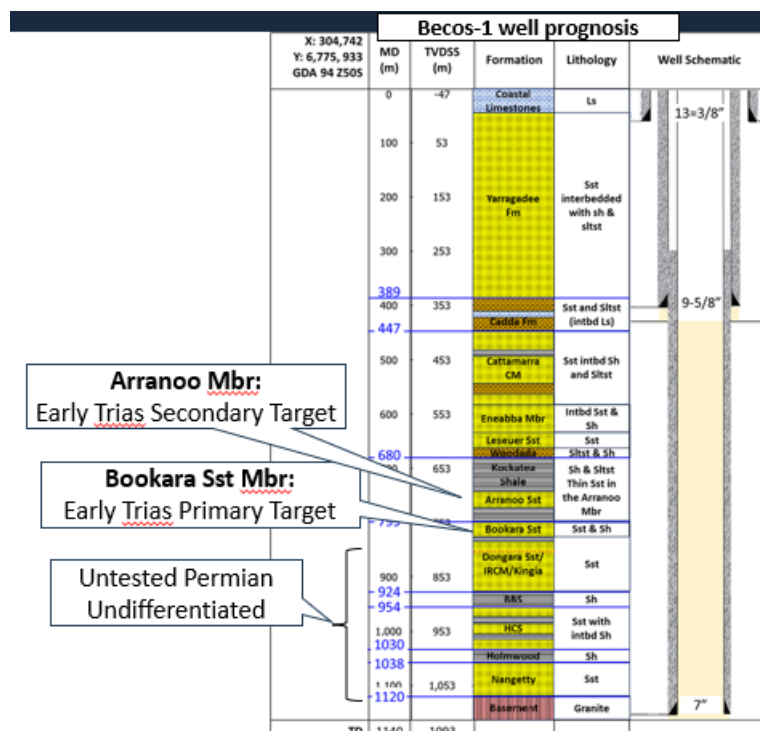 Becos-1 well prognosis
X: 304,742
Y: 6,775, 933
GDA 94 Z50S
MD
(m)
TVDSS
(m)
Formation
Lithology
Well Schematic
0
-47
Coastal
Limestones
Ls
13=3/8"
100
53
200
153
Yarragadee
Fm
Sst
interbedded
with sh &
sltst
300
253
389
400
353
Sst and Sltst
(intbd Ls)
9-5/8"
Cadda Fm
447
500
453
Cattamarra
CM
Sst intbd Sh
and Sltst
Arranoo Mbr:
Early Trias Secondary Target
600
553
Eneabba Mbr
Intbd Sst &
Sh
Leseuer Sst
Sst
Woodada
Sltst & Sh
680
653
Kockatea
Shale
Sh & Sltst
Thin Sst in
the Arranoo
Mbr
Bookara Sst Mbr:
Early Trias Primary Target
Arranoo Sst
Bookara Sst
Sst & Sh
Untested Permian
Undifferentiated
Dongara Sst/
IRCM/Kingia
Sst
900
853
924
BBS
Sh
954
1,000
953
HCS
Sst with
intbd Sh
1030
Holmwood
Sh
1038
1,100
1,053
Nangetty
Sst
1120
Basement
Granite
7"
TD
1140
1093